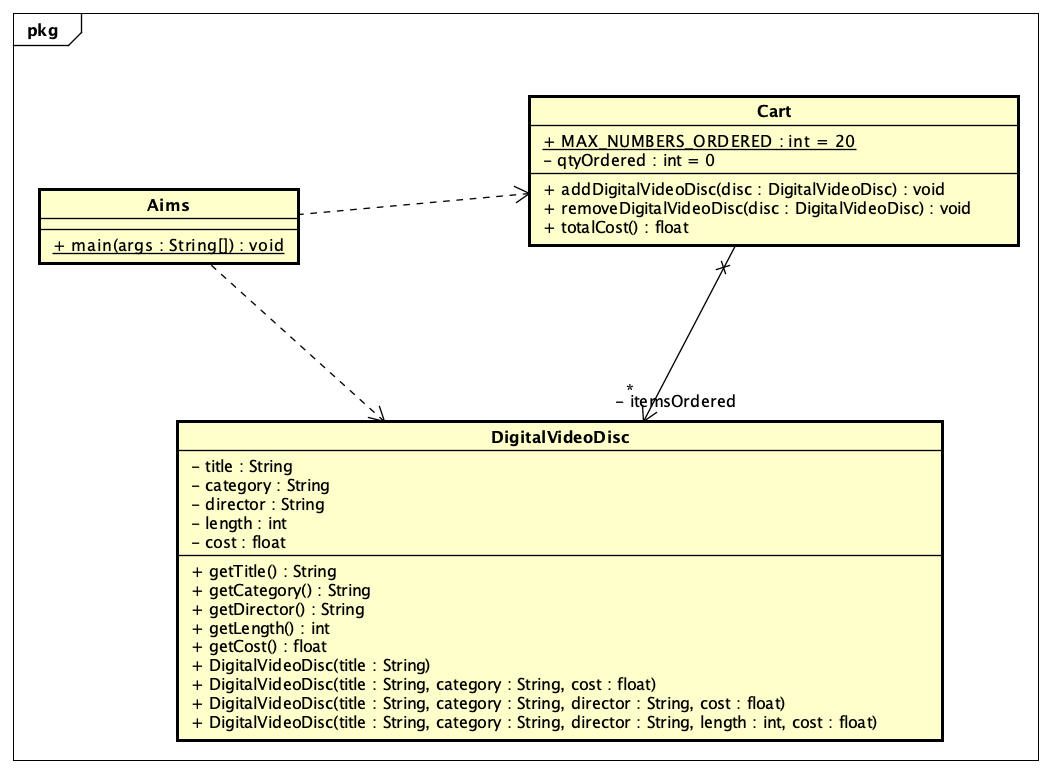 pkg
Cart
+ MAX_NUMBERS_ORDERED : int = 20
- qtyOrdered : int = 0
+ addDigitalVideoDisc(disc : DigitalVideoDisc) : void
+ removeDigitalVideoDisc(disc : DigitalVideoDisc) : void
+ totalCost() : float
Aims
+ main(args : String[]) : void
*
- itemsOrdered
DigitalVideoDisc
- title : String
- category : String
- director : String
- length : int
- cost : float
+ getTitle() : String
+ getCategory() : String
+ getDirector() : String
+ getLength() : int
+ getCost() : float
+ DigitalVideoDisc(title : String)
+ DigitalVideoDisc(title : String, category : String, cost : float)
+ DigitalVideoDisc(title : String, category : String, director : String, cost : float)
+ DigitalVideoDisc(title : String, category : String, director : String, length : int, cost : float)